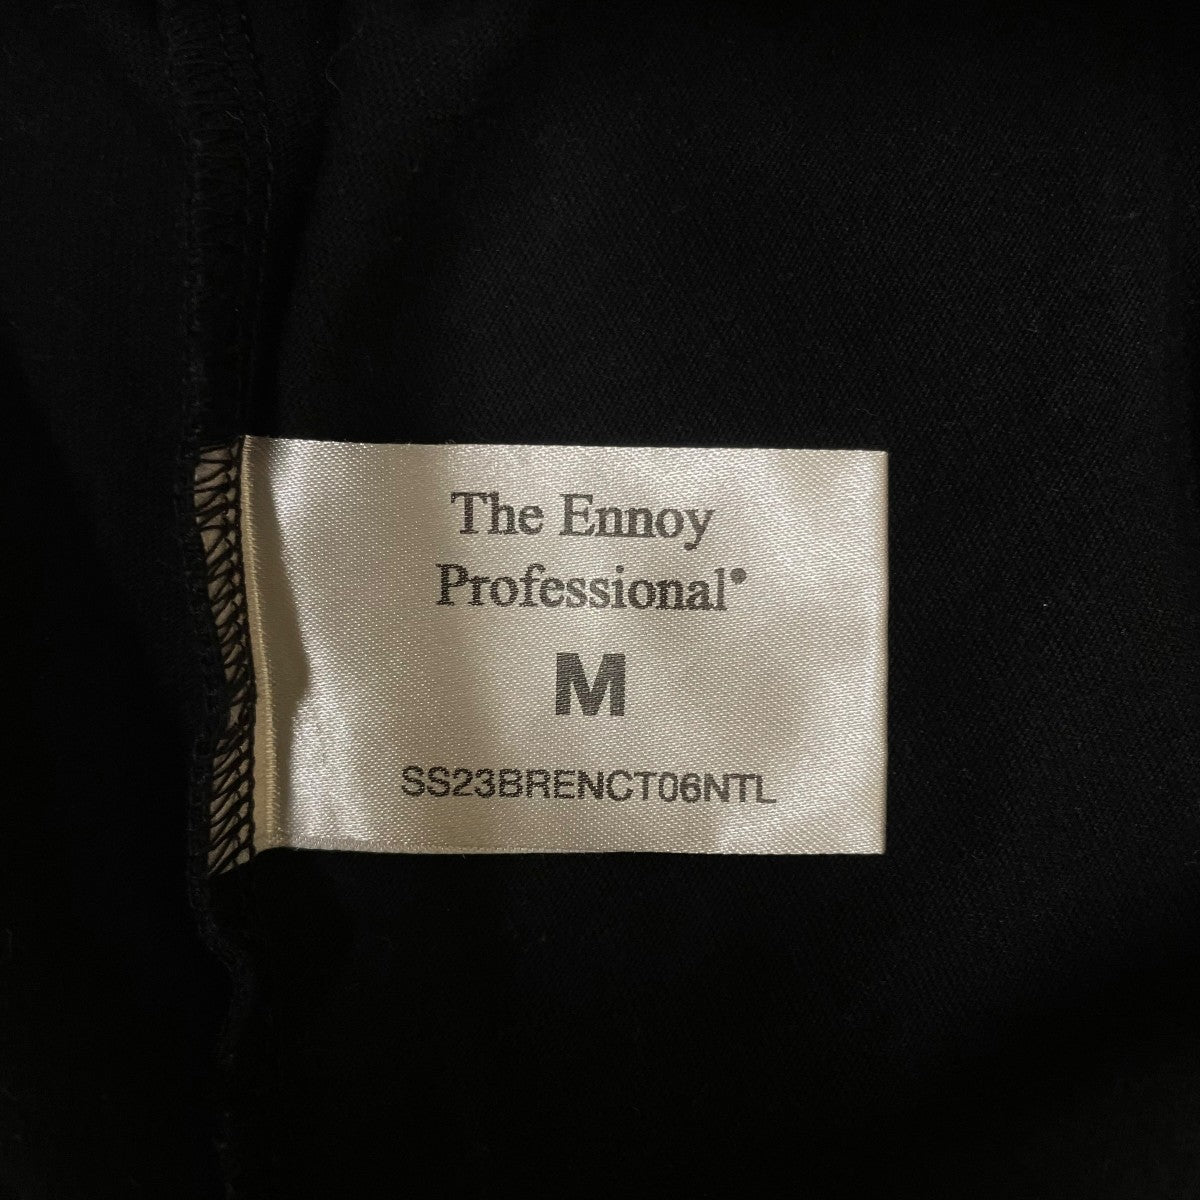 The Ennoy
Professional®
M
SS23BRENCT06NTL